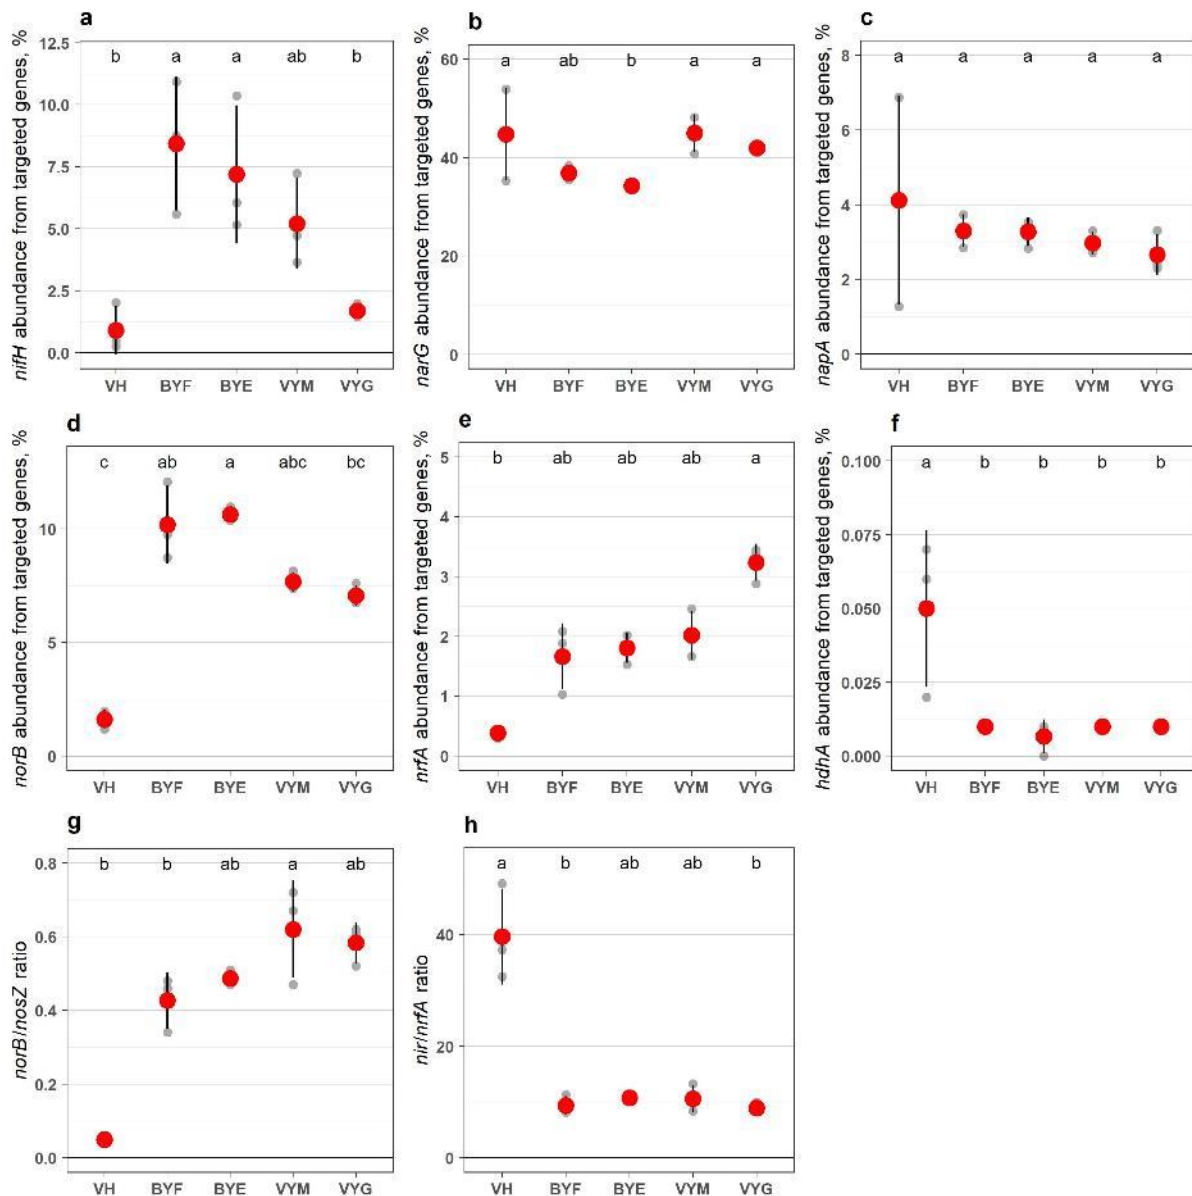 a
nifH abundance from targeted genes, %
12.5
10.0
7.5
5.0
2.5
0.0
b a a ab b
VH BYF BYE VYM VYG
b
narG abundance from targeted genes, %
60
40
20
0
a ab b a a
VH BYF BYE VYM VYG
c
napA abundance from targeted genes, %
8
6
4
2
0
a a a a a
VH BYF BYE VYM VYG
d
norB abundance from targeted genes, %
10
5
0
c ab a abc bc
VH BYF BYE VYM VYG
e
nrfA abundance from targeted genes, %
5
4
3
2
1
0
b ab ab ab a
VH BYF BYE VYM VYG
f
hdhA abundance from targeted genes, %
0.100
0.075
0.050
0.025
0.000
a b b b b
VH BYF BYE VYM VYG
g
norB/nosZ ratio
0.8
0.6
0.4
0.2
0.0
b b ab a ab
VH BYF BYE VYM VYG
h
nir/nrfA ratio
40
20
0
a b ab ab b
VH BYF BYE VYM VYG